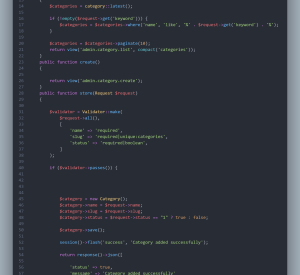 $categories = category::latest();
if (!empty($request->get('keyword'))) {
$categories = $categories->where('name', 'like', '%' . $request->get('keyword') . '%');
}
$categories = $categories->paginate(10);
return view('admin.category.list', compact('categories'));
}
public function create()
{
return view('admin.category.create');
}
public function store(Request $request)
{
$validator = Validator::make(
$request->all(),
[
'name' => 'required',
'slug' => 'required|unique:categories',
'status' => 'required|boolean',
]
);
if ($validator->passes()) {
$category = new Category();
$category->name = $request->name;
$category->slug = $request->slug;
$category->status = $request->status == "1" ? true : false;
$category->save();
session()->flash('success', 'Category added successfully');
return response()->json([
'status' => true,
'message' => 'Category added successfully'